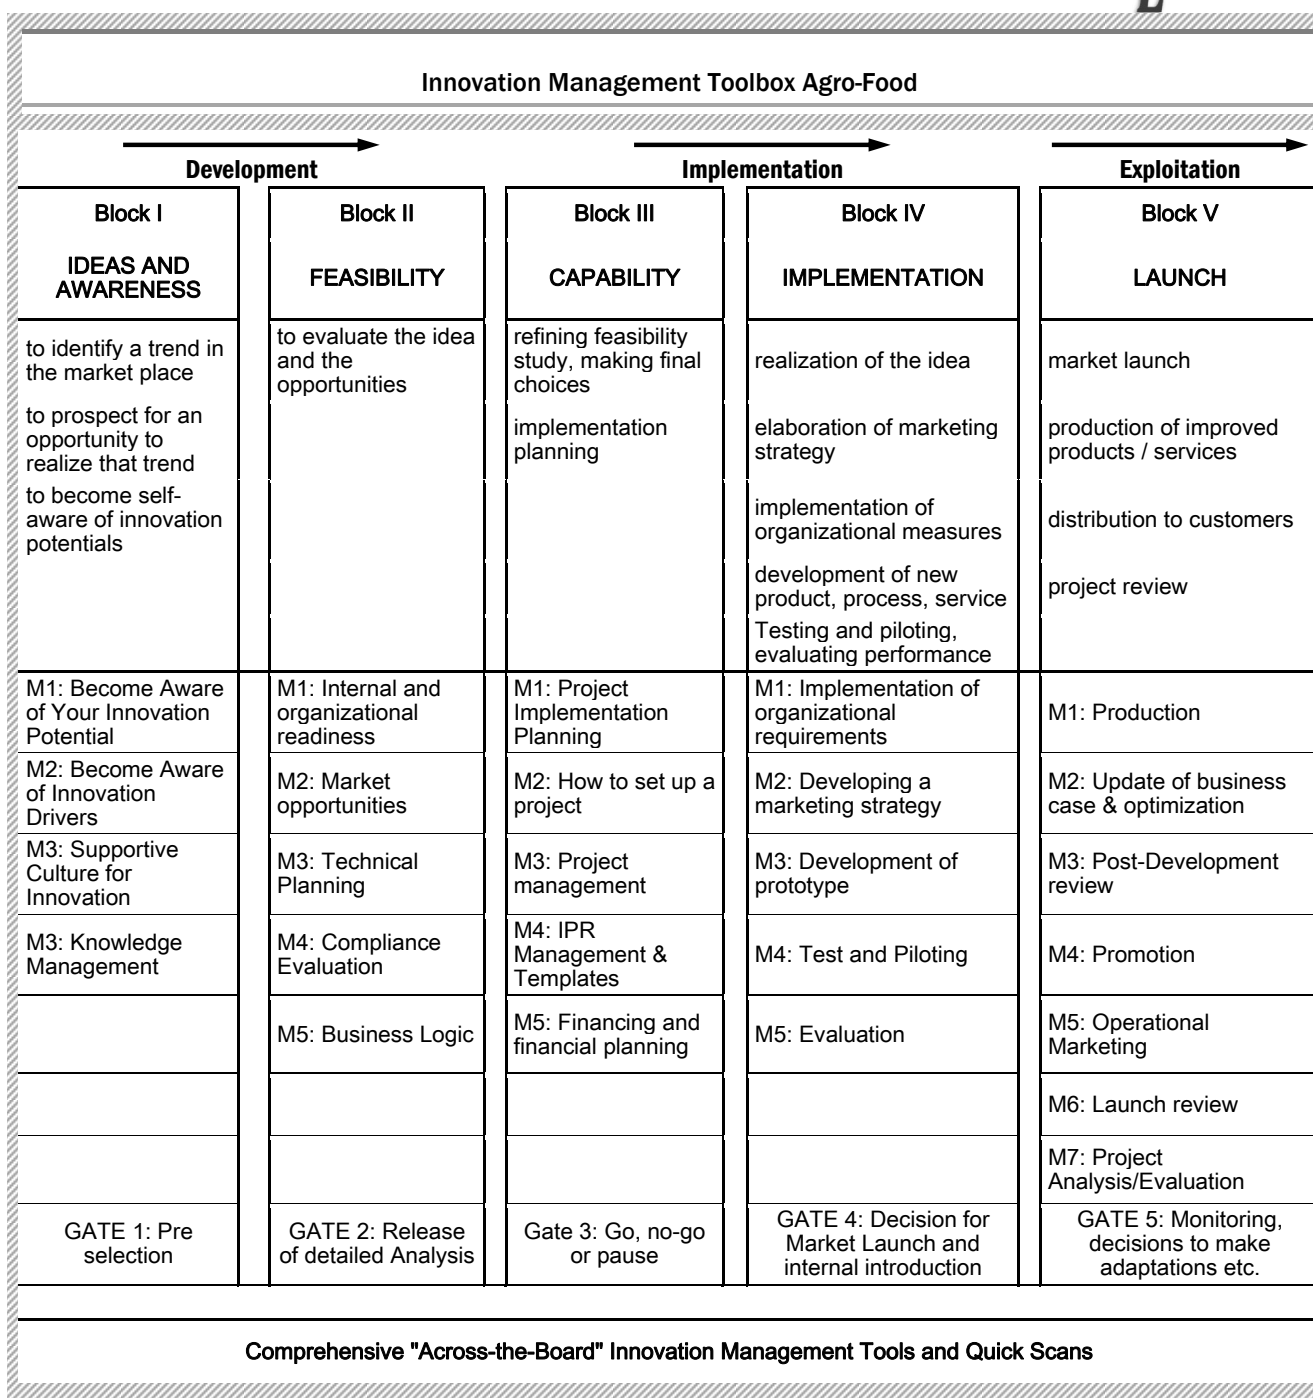 Innovation Management Toolbox Agro-Food
Development
Implementation
Exploitation
Block I
IDEAS AND
AWARENESS
to identify a trend in
the market place
to prospect for an
opportunity to
realize that trend
to become self-
aware of innovation
potentials
M1: Become Aware
of Your Innovation
Potential
M2: Become Aware
of Innovation
Drivers
M3: Supportive
Culture for
Innovation
M3: Knowledge
Management
GATE 1: Pre
selection
Block II
FEASIBILITY
to evaluate the idea
and the
opportunities
M1: Internal and
organizational
readiness
M2: Market
opportunities
M3: Technical
Planning
M4: Compliance
Evaluation
M5: Business Logic
GATE 2: Release
of detailed Analysis
Block III
CAPABILITY
refining feasibility
study, making final
choices
implementation
planning
M1: Project
Implementation
Planning
M2: How to set up a
project
M3: Project
management
M4: IPR
Management &
Templates
M5: Financing and
financial planning
Gate 3: Go, no-go
or pause
Block IV
IMPLEMENTATION
realization of the idea
elaboration of marketing
strategy
implementation of
organizational measures
development of new
product, process, service
Testing and piloting,
evaluating performance
M1: Implementation of
organizational
requirements
M2: Developing a
marketing strategy
M3: Development of
prototype
M4: Test and Piloting
M5: Evaluation
GATE 4: Decision for
Market Launch and
internal introduction
Block V
LAUNCH
market launch
production of improved
products / services
distribution to customers
project review
M1: Production
M2: Update of business
case & optimization
M3: Post-Development
review
M4: Promotion
M5: Operational
Marketing
M6: Launch review
M7: Project
Analysis/Evaluation
GATE 5: Monitoring,
decisions to make
adaptations etc.
Comprehensive "Across-the-Board" Innovation Management Tools and Quick Scans